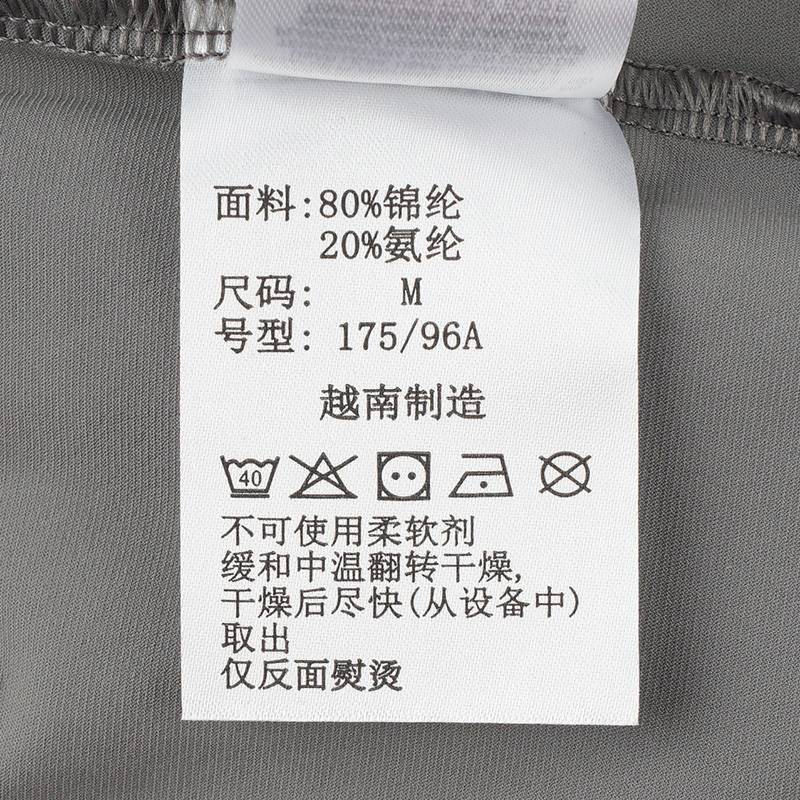 面料:80%锦纶
20%氨纶
尺码: M
号型: 175/96A
越南制造
40
不可使用柔软剂
缓和中温翻转干燥,
干燥后尽快(从设备中)
取出
仅反面熨烫